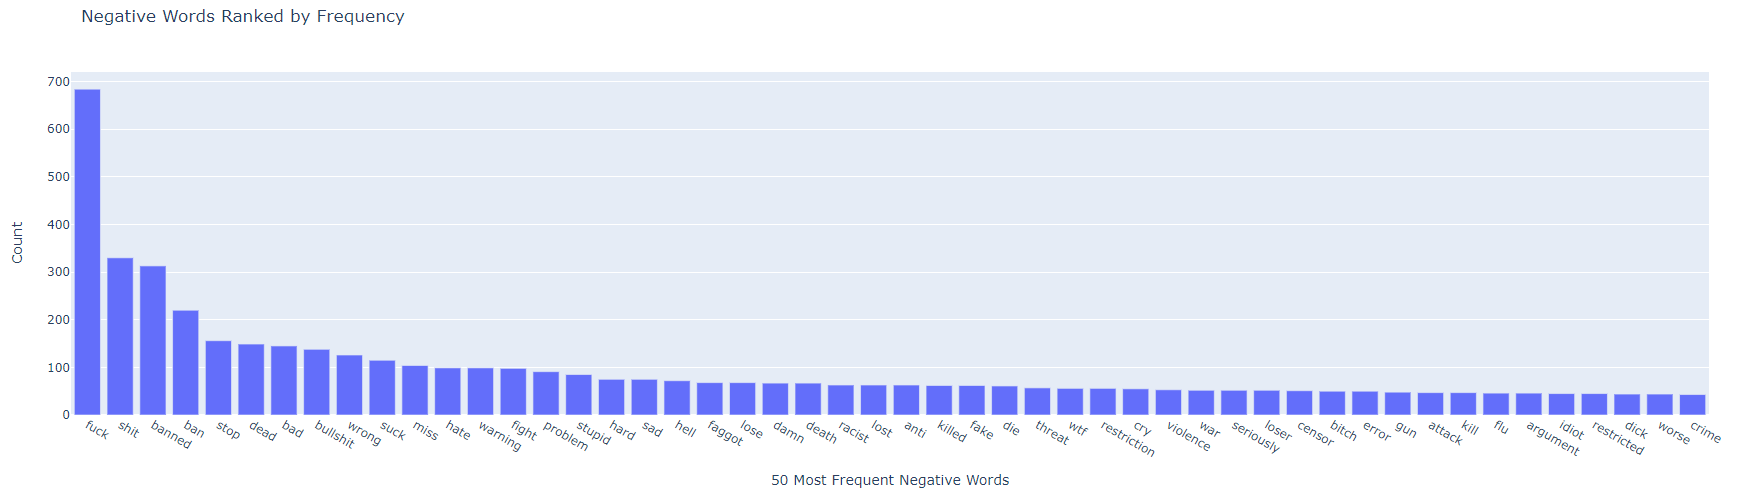 Negative Words Ranked by Frequency
700
600
500
400
300
200
100
0
Count
fuck
shit
banned
ban
stop
dead
bad
bullshit
wrong
suck
miss
hate
warning
fight
problem
stupid
hard
sad
hell
faggot
lose
damn
death
racist
lost
anti
killed
fake
die
threat
wtf
restriction
cry
violence
war
seriously
loser
censor
bitch
error
gun
attack
kill
flu
argument
idiot
restricted
dick
worse
crime
50 Most Frequent Negative Words